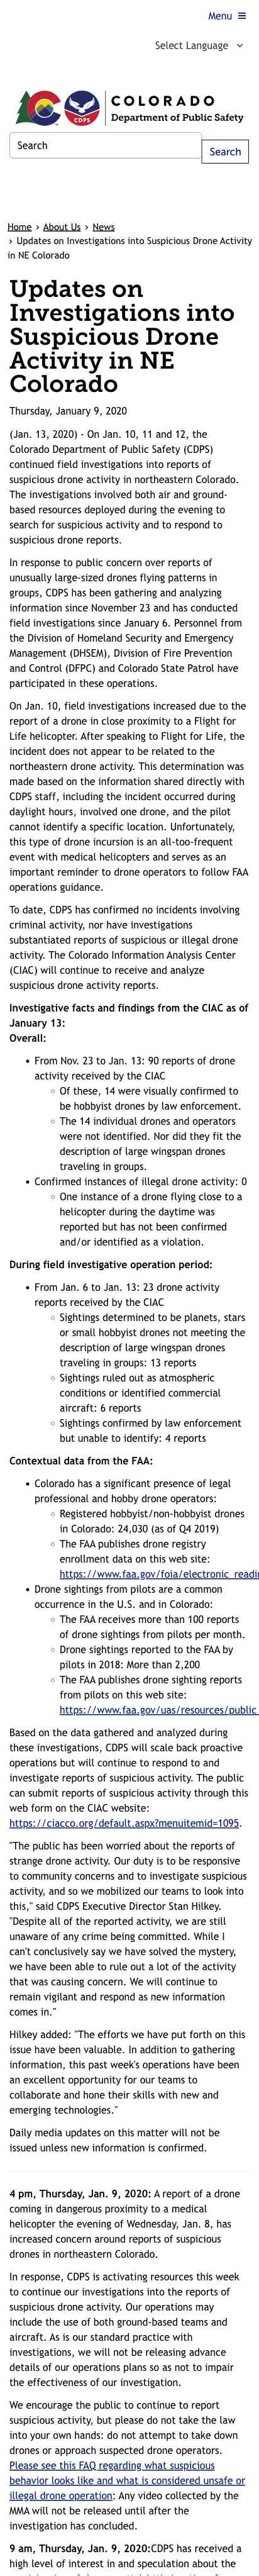 Menu ≡
Select Language
CDPS
COLORADO
Department of Public Safety
Search
Search
Home › About Us › News
› Updates on Investigations into Suspicious Drone Activity
in NE Colorado
Updates on
Investigations into
Suspicious Drone
Activity in NE
Colorado
Thursday, January 9, 2020
(Jan. 13, 2020) - On Jan. 10, 11 and 12, the
Colorado Department of Public Safety (CDPS)
continued field investigations into reports of
suspicious drone activity in northeastern Colorado.
The investigations involved both air and ground-
based resources deployed during the evening to
search for suspicious activity and to respond to
suspicious drone reports.
In response to public concern over reports of
unusually large-sized drones flying patterns in
groups, CDPS has been gathering and analyzing
information since November 23 and has conducted
field investigations since January 6. Personnel from
the Division of Homeland Security and Emergency
Management (DHSEM), Division of Fire Prevention
and Control (DFPC) and Colorado State Patrol have
participated in these operations.
On Jan. 10, field investigations increased due to the
report of a drone in close proximity to a Flight for
Life helicopter. After speaking to Flight for Life, the
incident does not appear to be related to the
northeastern drone activity. This determination was
made based on the information shared directly with
CDPS staff, including the incident occurred during
daylight hours, involved one drone, and the pilot
cannot identify a specific location. Unfortunately,
this type of drone incursion is an all-too-frequent
event with medical helicopters and serves as an
important reminder to drone operators to follow FAA
operations guidance.
To date, CDPS has confirmed no incidents involving
criminal activity, nor have investigations
substantiated reports of suspicious or illegal drone
activity. The Colorado Information Analysis Center
(CIAC) will continue to receive and analyze
suspicious drone activity reports.
Investigative facts and findings from the CIAC as of
January 13:
Overall:
• From Nov. 23 to Jan. 13: 90 reports of drone
activity received by the CIAC
○ Of these, 14 were visually confirmed to
be hobbyist drones by law enforcement.
○ The 14 individual drones and operators
were not identified. Nor did they fit the
description of large wingspan drones
traveling in groups.
• Confirmed instances of illegal drone activity: 0
○ One instance of a drone flying close to a
helicopter during the daytime was
reported but has not been confirmed
and/or identified as a violation.
During field investigative operation period:
• From Jan. 6 to Jan. 13: 23 drone activity
reports received by the CIAC
○ Sightings determined to be planets, stars
or small hobbyist drones not meeting the
description of large wingspan drones
traveling in groups: 13 reports
○ Sightings ruled out as atmospheric
conditions or identified commercial
aircraft: 6 reports
○ Sightings confirmed by law enforcement
but unable to identify: 4 reports
Contextual data from the FAA:
• Colorado has a significant presence of legal
professional and hobby drone operators:
○ Registered hobbyist/non-hobbyist drones
in Colorado: 24,030 (as of Q4 2019)
○ The FAA publishes drone registry
enrollment data on this web site:
https://www.faa.gov/foia/electronic_readin
• Drone sightings from pilots are a common
occurrence in the U.S. and in Colorado:
○ The FAA receives more than 100 reports
of drone sightings from pilots per month.
○ Drone sightings reported to the FAA by
pilots in 2018: More than 2,200
○ The FAA publishes drone sighting reports
from pilots on this web site:
https://www.faa.gov/uas/resources/public_
Based on the data gathered and analyzed during
these investigations, CDPS will scale back proactive
operations but will continue to respond to and
investigate reports of suspicious activity. The public
can submit reports of suspicious activity through this
web form on the CIAC website:
https://ciacco.org/default.aspx?menuitemid=1095.
"The public has been worried about the reports of
strange drone activity. Our duty is to be responsive
to community concerns and to investigate suspicious
activity, and so we mobilized our teams to look into
this," said CDPS Executive Director Stan Hilkey.
"Despite all of the reported activity, we are still
unaware of any crime being committed. While I
can't conclusively say we have solved the mystery,
we have been able to rule out a lot of the activity
that was causing concern. We will continue to
remain vigilant and respond as new information
comes in."
Hilkey added: "The efforts we have put forth on this
issue have been valuable. In addition to gathering
information, this past week's operations have been
an excellent opportunity for our teams to
collaborate and hone their skills with new and
emerging technologies."
Daily media updates on this matter will not be
issued unless new information is confirmed.
4 pm, Thursday, Jan. 9, 2020: A report of a drone
coming in dangerous proximity to a medical
helicopter the evening of Wednesday, Jan. 8, has
increased concern around reports of suspicious
drones in northeastern Colorado.
In response, CDPS is activating resources this week
to continue our investigations into the reports of
suspicious drone activity. Our operations may
include the use of both ground-based teams and
aircraft. As is our standard practice with
investigations, we will not be releasing advance
details of our operations plans so as not to impair
the effectiveness of our investigation.
We encourage the public to continue to report
suspicious activity, but please do not take the law
into your own hands: do not attempt to take down
drones or approach suspected drone operators.
Please see this FAQ regarding what suspicious
behavior looks like and what is considered unsafe or
illegal drone operation: Any video collected by the
MMA will not be released until after the
investigation has concluded.
9 am, Thursday, Jan. 9, 2020:CDPS has received a
high level of interest in and speculation about the